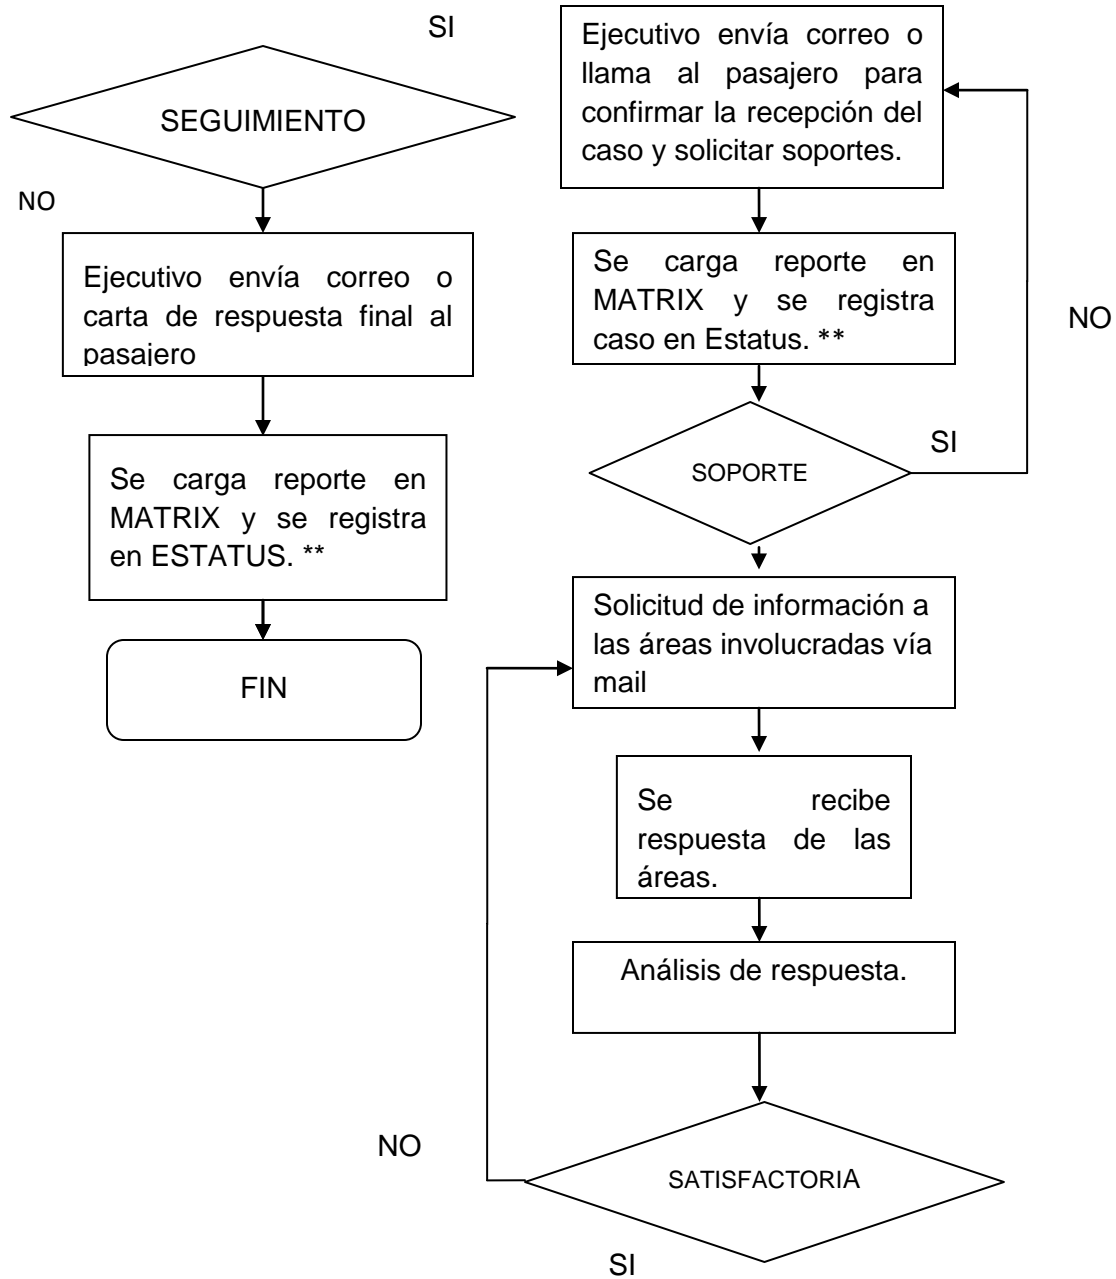 SI
SEGUIMIENTO
NO
Ejecutivo envía correo o
carta de respuesta final al
pasajero
Se carga reporte en
MATRIX y se registra
en ESTATUS. **
FIN
Ejecutivo envía correo o
llama al pasajero para
confirmar la recepción del
caso y solicitar soportes.
Se carga reporte en
MATRIX y se registra
caso en Estatus. **
NO
SI
SOPORTE
Solicitud de información a
las áreas involucradas vía
mail
Se recibe
respuesta de las
áreas.
Análisis de respuesta.
NO
SATISFACTORIA
SI